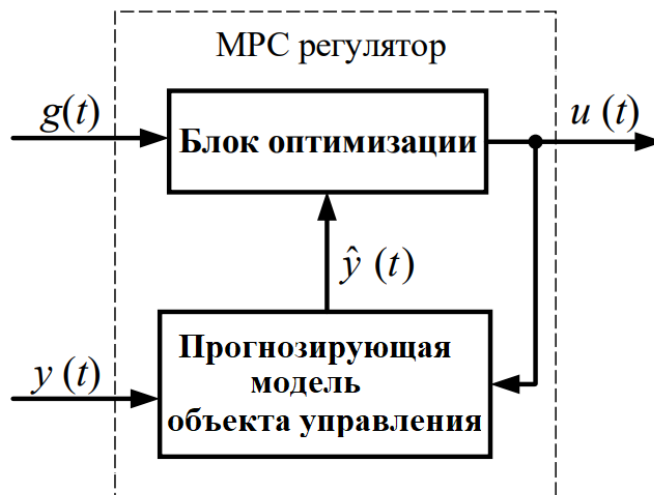 МРС регулятор
g(t)
Блок оптимизации
u (t)
ŷ (t)
y (t)
Прогнозирующая
модель
объекта управления